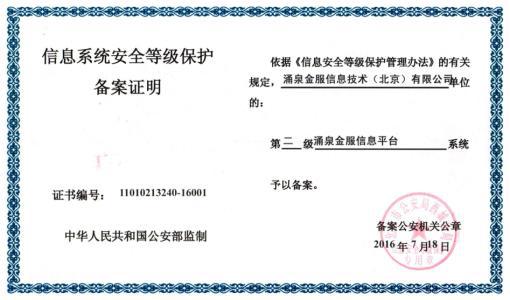 信息系统安全等级保护
备案证明
证书编号：11010213240-16001
中华人民共和国公安部监制
依据《信息安全等级保护管理办法》的有关
规定，涌泉金服信息技术（北京）有限公司单位
的：
第二级涌泉金服信息平台系统
予以备案。
备案公安机关公章
2016年7月18日